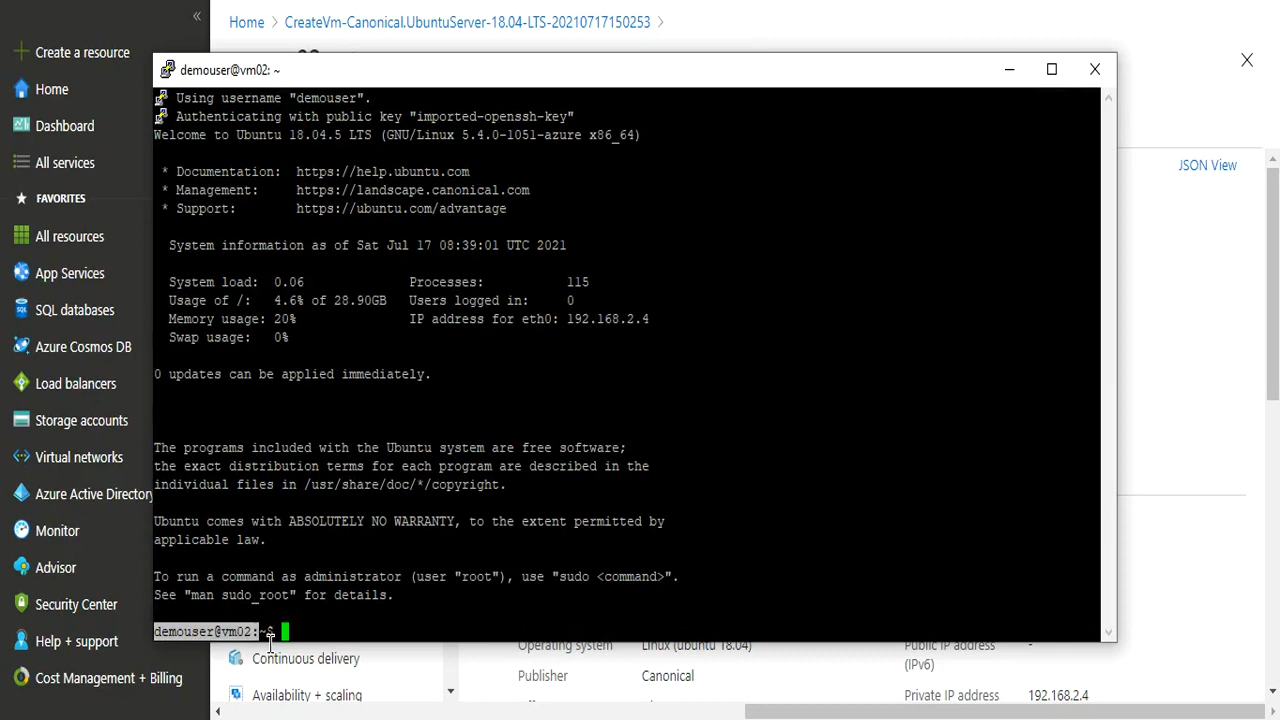 «
Create a resource
Home
Dashboard
All services
FAVORITES
All resources
App Services
SQL databases
Azure Cosmos DB
Load balancers
Storage accounts
Virtual networks
Azure Active Directory
Monitor
Advisor
Security Center
Help + support
Cost Management + Billing
Home > CreateVm-Canonical.UbuntuServer-18.04-LTS-20210717150253 >
JSON View
demouser@vm02: ~
Using username "demouser".
Authenticating with public key "imported-openssh-key"
Welcome to Ubuntu 18.04.5 LTS (GNU/Linux 5.4.0-1051-azure x86_64)
* Documentation: https://help.ubuntu.com
* Management: https://landscape.canonical.com
* Support: https://ubuntu.com/advantage
System information as of Sat Jul 17 08:39:01 UTC 2021
System load: 0.06 Processes: 115
Usage of /: 4.6% of 28.90GB Users logged in: 0
Memory usage: 20% IP address for eth0: 192.168.2.4
Swap usage: 0%
0 updates can be applied immediately.
The programs included with the Ubuntu system are free software;
the exact distribution terms for each program are described in the
individual files in /usr/share/doc/*/copyright.
Ubuntu comes with ABSOLUTELY NO WARRANTY, to the extent permitted by
applicable law.
To run a command as administrator (user "root"), use "sudo <command>".
See "man sudo_root" for details.
demouser@vm02:~$
Continuous delivery
Availability + scaling
Operating system Linux (ubuntu 18.04)
Publisher Canonical
Public IP address -
(IPv6)
Private IP address 192.168.2.4